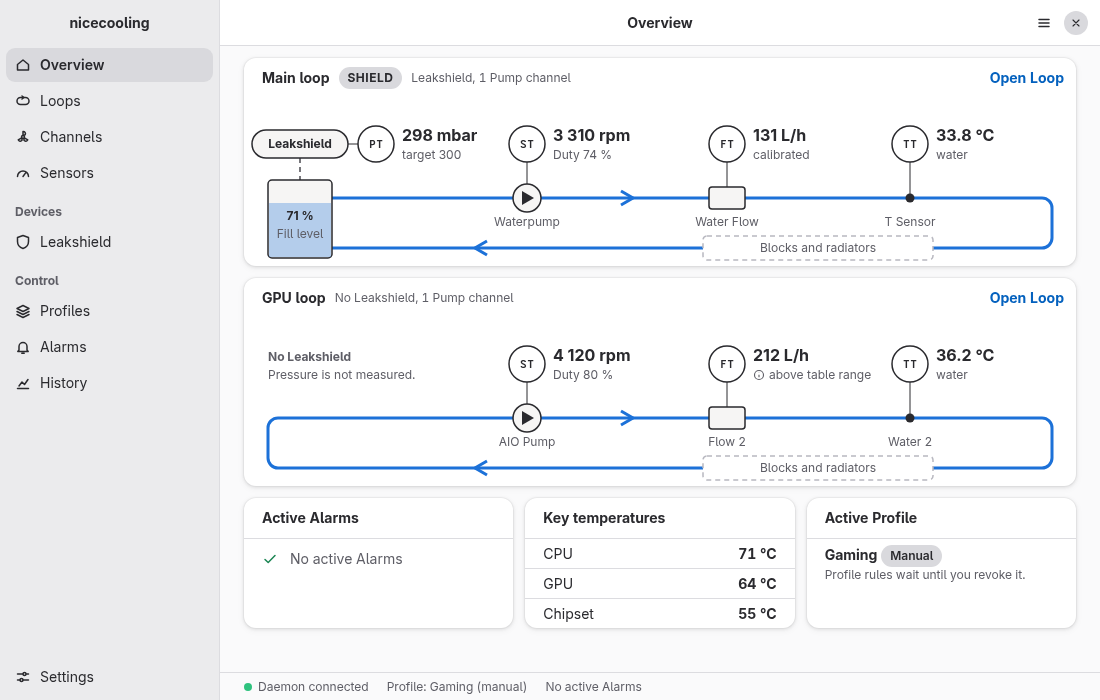 nicecooling
Overview
Overview
Loops
Channels
Sensors
Devices
Leakshield
Control
Profiles
Alarms
History
Settings
Main loop SHIELD Leakshield, 1 Pump channel Open Loop
Leakshield PT 298 mbar target 300
ST 3 310 rpm Duty 74 %
FT 131 L/h calibrated
TT 33.8 °C water
71 %
Fill level
Waterpump
Water Flow
T Sensor
Blocks and radiators
GPU loop No Leakshield, 1 Pump channel Open Loop
No Leakshield
Pressure is not measured.
ST 4 120 rpm Duty 80 %
FT 212 L/h above table range
TT 36.2 °C water
AIO Pump
Flow 2
Water 2
Blocks and radiators
Active Alarms
No active Alarms
Key temperatures
CPU 71 °C
GPU 64 °C
Chipset 55 °C
Active Profile
Gaming Manual
Profile rules wait until you revoke it.
Daemon connected Profile: Gaming (manual) No active Alarms